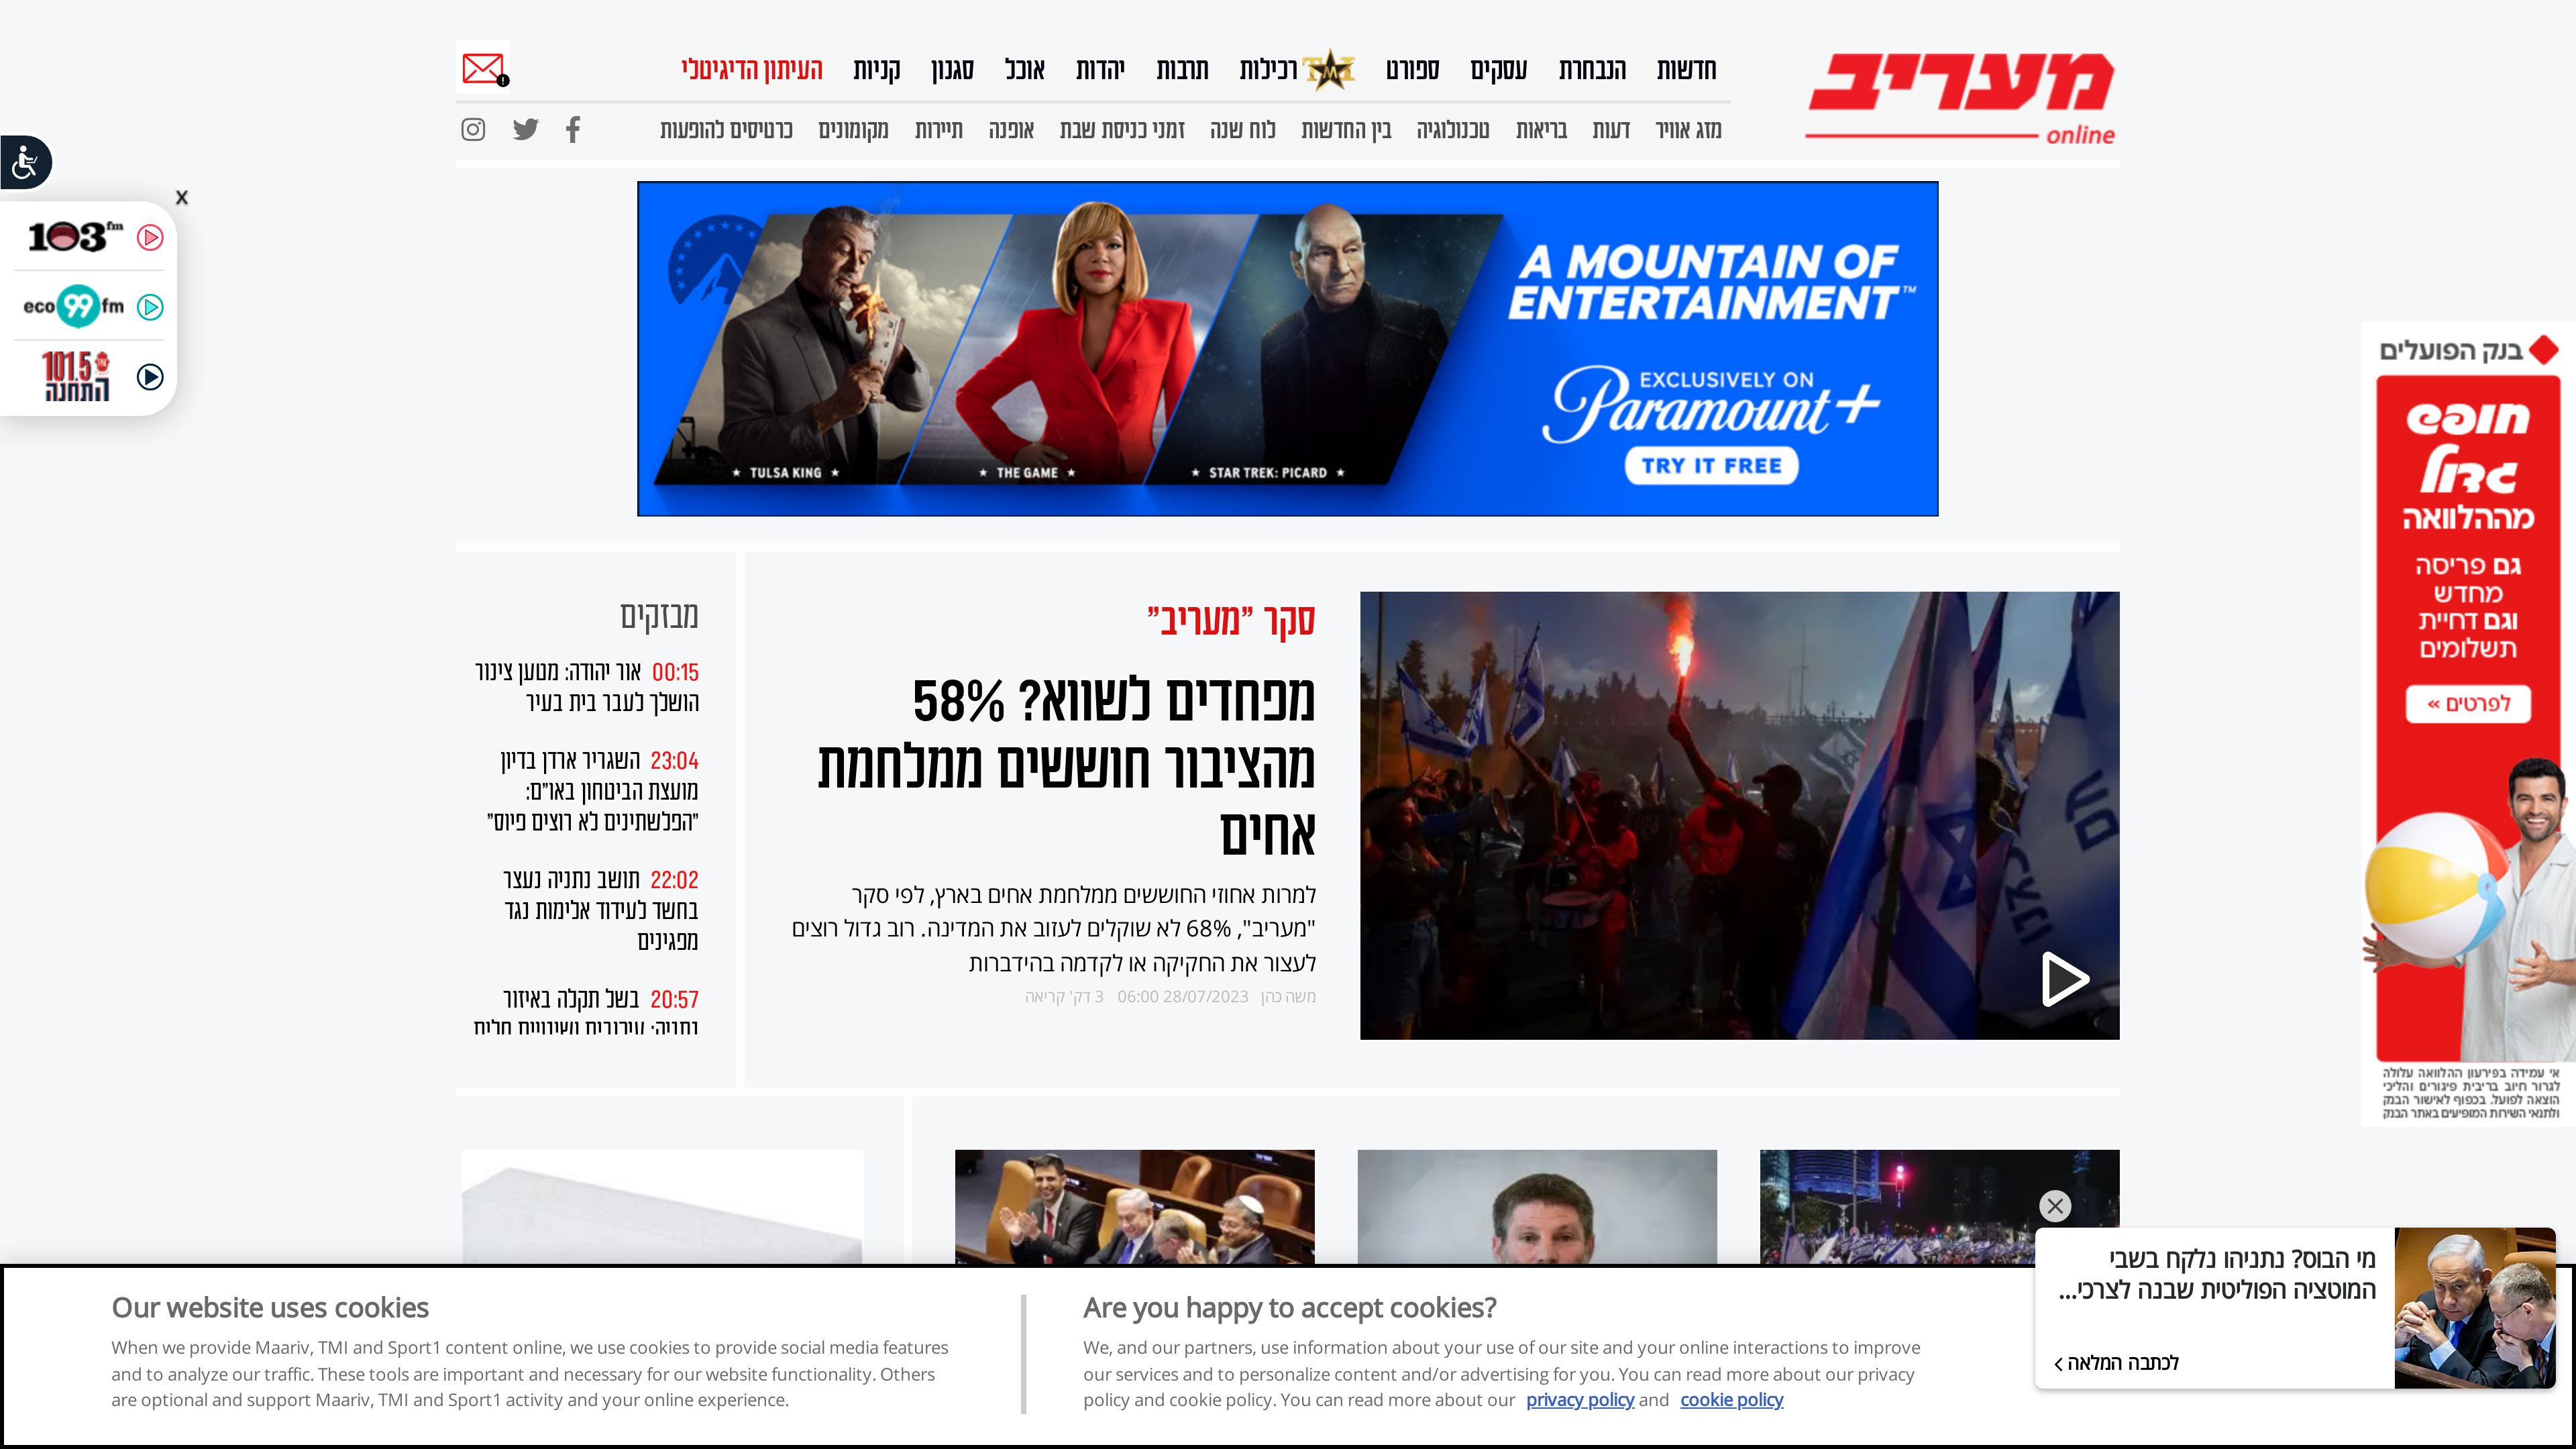 מעריב
online
חדשות הנבחרת עסקים ספורט TMI רכילות תרבות יהדות אוכל סגנון קניות העיתון הדיגיטלי
מזג אוויר דעות בריאות טכנולוגיה בין החדשות לוח שנה זמני כניסת שבת אופנה תיירות מקומונים כרטיסים להופעות
X
103fm
eco99fm
101.5
התחנה
A MOUNTAIN OF
ENTERTAINMENT™
EXCLUSIVELY ON
Paramount+
TRY IT FREE
★ TULSA KING ★
★ THE GAME ★
★ STAR TREK: PICARD ★
בנק הפועלים
חופש
גדול
מההלוואה
גם פריסה
מחדש
וגם דחיית
תשלומים
לפרטים »
אי עמידה בפירעון ההלוואה עלולה
לגרור חיוב בריבית פיגורים והליכי
הוצאה לפועל. בכפוף לאישור הבנק
ולתנאי השירות המופיעים באתר הבנק
סקר "מעריב"
מפחדים לשווא? 58%
מהציבור חוששים ממלחמת
אחים
למרות אחוזי החוששים ממלחמת אחים בארץ, לפי סקר
"מעריב", 68% לא שוקלים לעזוב את המדינה. רוב גדול רוצים
לעצור את החקיקה או לקדמה בהידברות
משה כהן 28/07/2023 06:00 3 דק' קריאה
מבזקים
00:15 אור יהודה: מטען צינור
הושלך לעבר בית בעיר
23:04 השגריר ארדן בדיון
מועצת הביטחון באו"ם:
"הפלשתינים לא רוצים פיוס"
22:02 תושב נתניה נעצר
בחשד לעידוד אלימות נגד
מפגינים
20:57 בשל תקלה באיזור
נתניה: עיכובים ושינויים חלים
מי הבוס? נתניהו נלקח בשבי
המוטציה הפוליטית שבנה לצרכי...
לכתבה המלאה
Our website uses cookies
When we provide Maariv, TMI and Sport1 content online, we use cookies to provide social media features
and to analyze our traffic. These tools are important and necessary for our website functionality. Others
are optional and support Maariv, TMI and Sport1 activity and your online experience.
Are you happy to accept cookies?
We, and our partners, use information about your use of our site and your online interactions to improve
our services and to personalize content and/or advertising for you. You can read more about our privacy
policy and cookie policy. You can read more about our privacy policy and cookie policy